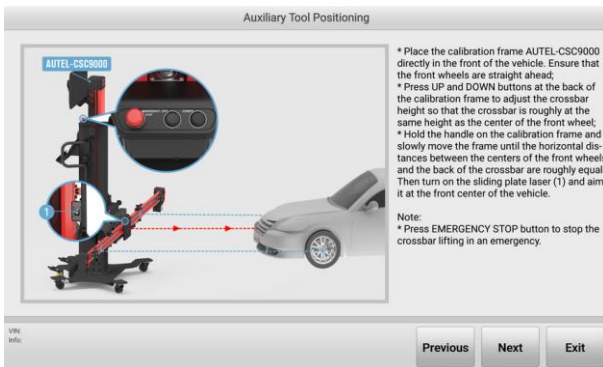 Auxiliary Tool Positioning
AUTEL-CSC9000
1
* Place the calibration frame AUTEL-CSC9000
directly in the front of the vehicle. Ensure that
the front wheels are straight ahead;
* Press UP and DOWN buttons at the back of
the calibration frame to adjust the crossbar
height so that the crossbar is roughly at the
same height as the center of the front wheel;
* Hold the handle on the calibration frame and
slowly move the frame until the horizontal dis-
tances between the centers of the front wheels
and the back of the crossbar are roughly equal.
Then turn on the sliding plate laser (1) and aim
it at the front center of the vehicle.
Note:
* Press EMERGENCY STOP button to stop the
crossbar lifting in an emergency.
VIN:
Info:
Previous
Next
Exit